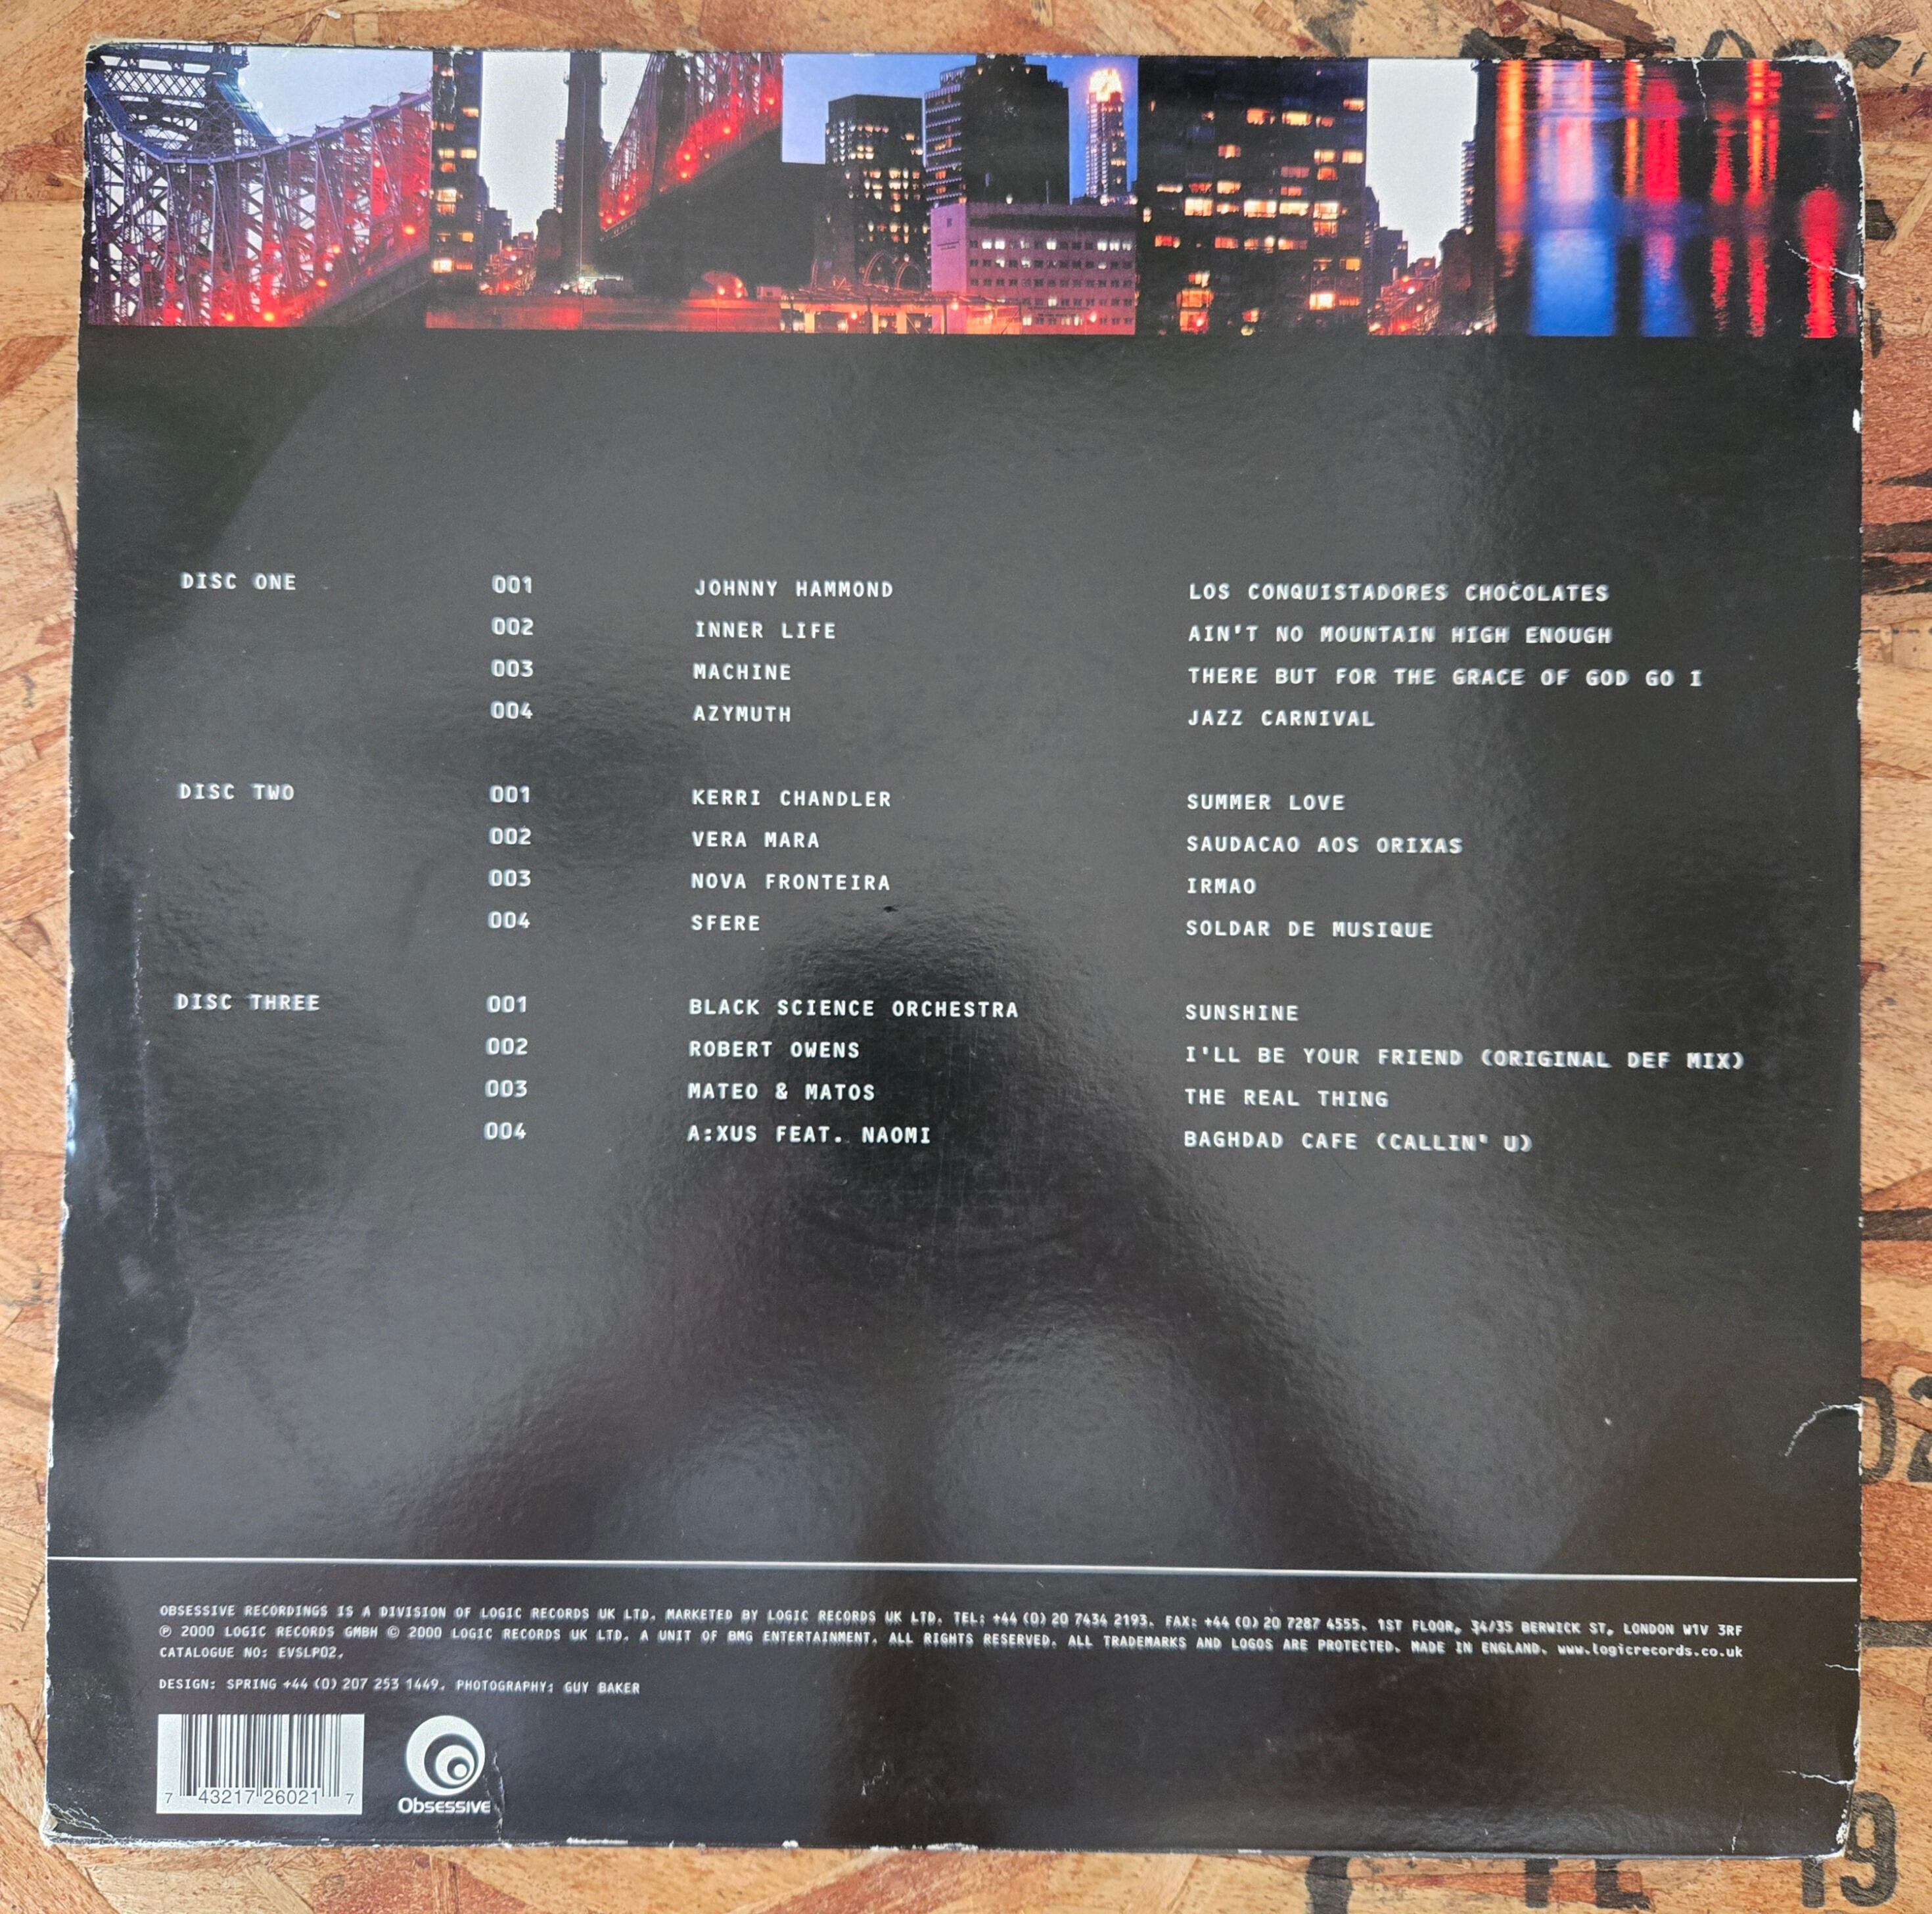 DISC ONE 001 JOHNNY HAMMOND LOS CONQUISTADORES CHOCOLATES
002 INNER LIFE AIN'T NO MOUNTAIN HIGH ENOUGH
003 MACHINE THERE BUT FOR THE GRACE OF GOD GO I
004 AZYMUTH JAZZ CARNIVAL
DISC TWO 001 KERRI CHANDLER SUMMER LOVE
002 VERA MARA SAUDACAO AOS ORIXAS
003 NOVA FRONTEIRA IRMAO
004 SFERE SOLDAR DE MUSIQUE
DISC THREE 001 BLACK SCIENCE ORCHESTRA SUNSHINE
002 ROBERT OWENS I'LL BE YOUR FRIEND (ORIGINAL DEF MIX)
003 MATEO & MATOS THE REAL THING
004 A:XUS FEAT. NAOMI BAGHDAD CAFE (CALLIN' U)
OBSESSIVE RECORDINGS IS A DIVISION OF LOGIC RECORDS UK LTD. MARKETED BY LOGIC RECORDS UK LTD. TEL: +44 (0) 20 7434 2193. FAX: +44 (0) 20 7287 4555. 1ST FLOOR, 34/35 BERWICK ST, LONDON W1V 3RF
℗ 2000 LOGIC RECORDS GMBH © 2000 LOGIC RECORDS UK LTD. A UNIT OF BMG ENTERTAINMENT. ALL RIGHTS RESERVED. ALL TRADEMARKS AND LOGOS ARE PROTECTED. MADE IN ENGLAND. www.logicrecords.co.uk
CATALOGUE NO: EVSLP02.
DESIGN: SPRING +44 (0) 207 253 1449. PHOTOGRAPHY: GUY BAKER
7 43217 26021 7
Obsessive
19